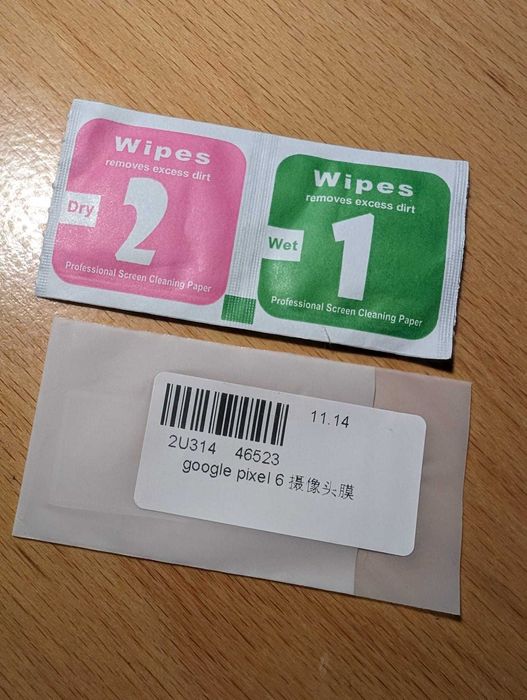 Wipes
removes excess dirt
Dry
2
Professional Screen Cleaning Paper
Wipes
removes excess dirt
Wet
1
Professional Screen Cleaning Paper
11.14
2U314 46523
google pixel 6 摄像头膜